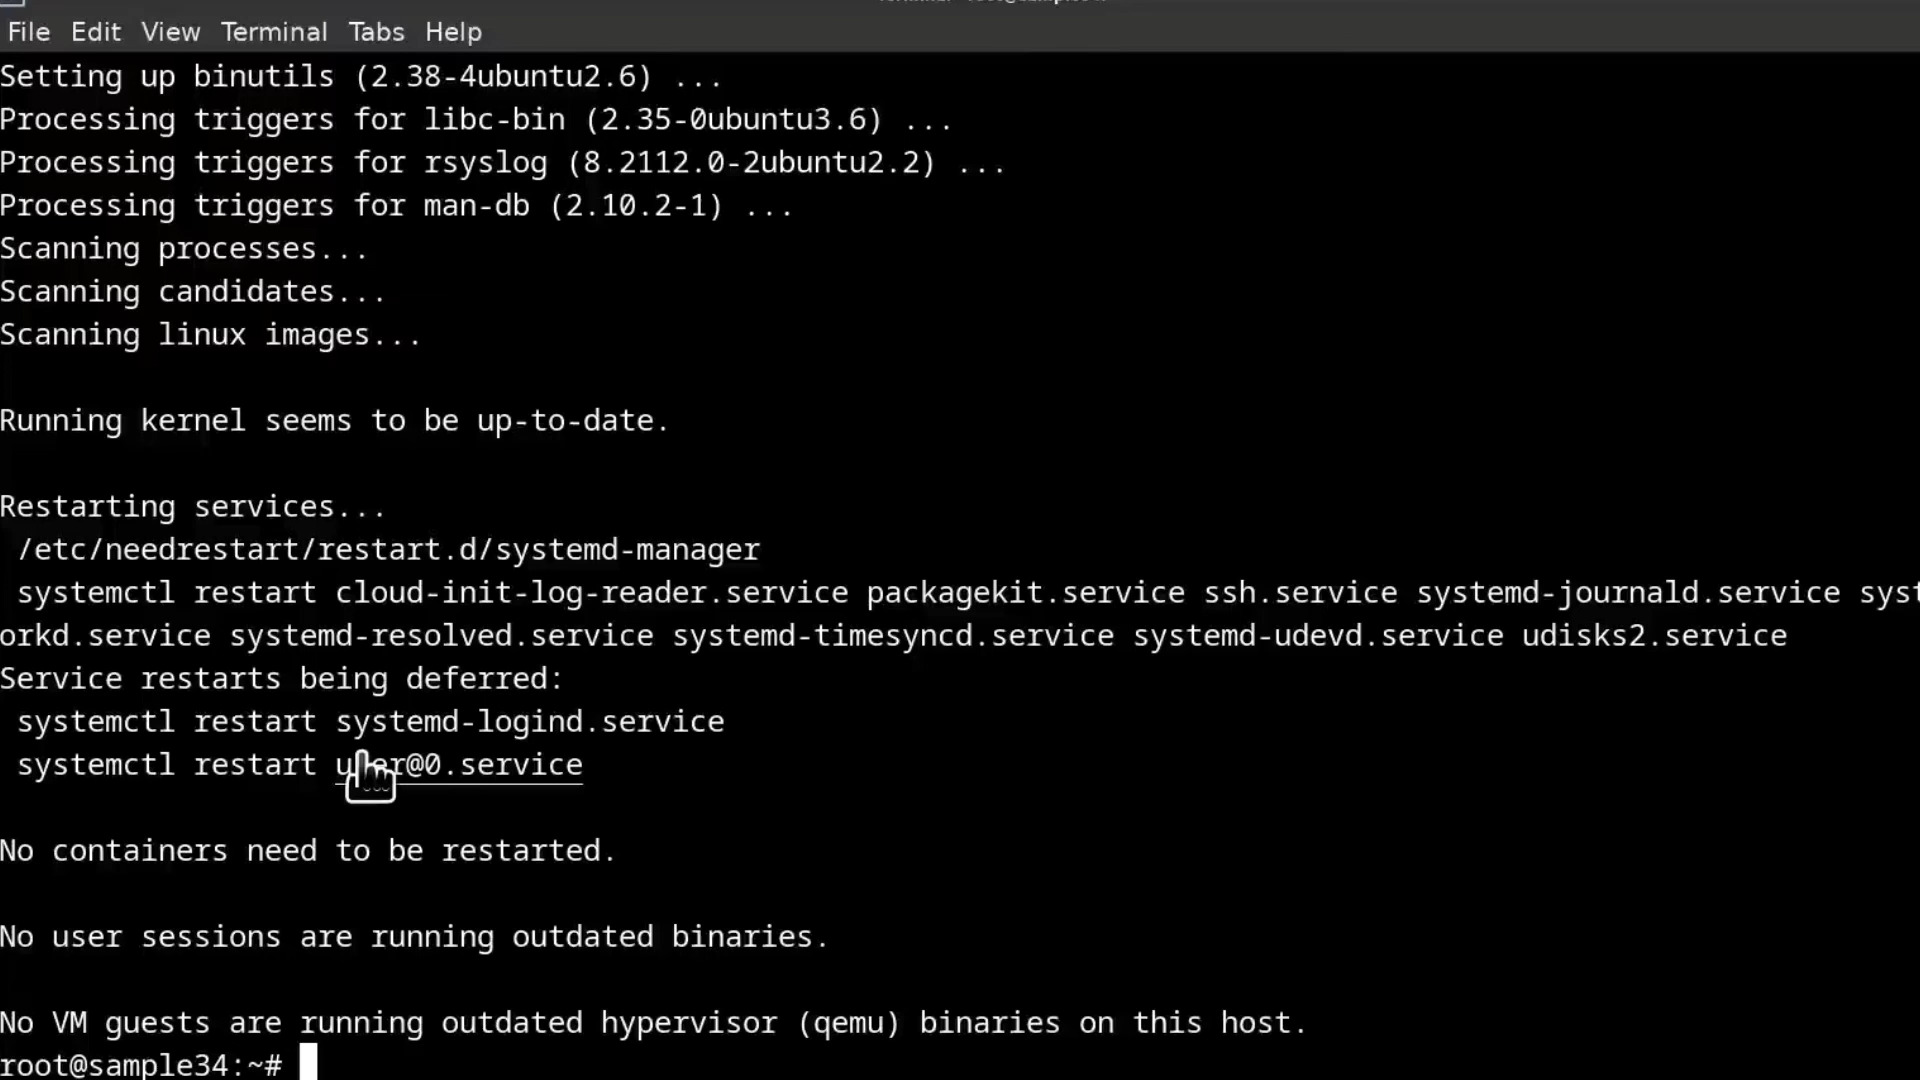 File Edit View Terminal Tabs Help
Setting up binutils (2.38-4ubuntu2.6) ...
Processing triggers for libc-bin (2.35-0ubuntu3.6) ...
Processing triggers for rsyslog (8.2112.0-2ubuntu2.2) ...
Processing triggers for man-db (2.10.2-1) ...
Scanning processes...
Scanning candidates...
Scanning linux images...
Running kernel seems to be up-to-date.
Restarting services...
/etc/needrestart/restart.d/systemd-manager
systemctl restart cloud-init-log-reader.service packagekit.service ssh.service systemd-journald.service syst
orkd.service systemd-resolved.service systemd-timesyncd.service systemd-udevd.service udisks2.service
Service restarts being deferred:
systemctl restart systemd-logind.service
systemctl restart user@0.service
No containers need to be restarted.
No user sessions are running outdated binaries.
No VM guests are running outdated hypervisor (qemu) binaries on this host.
root@sample34:~#